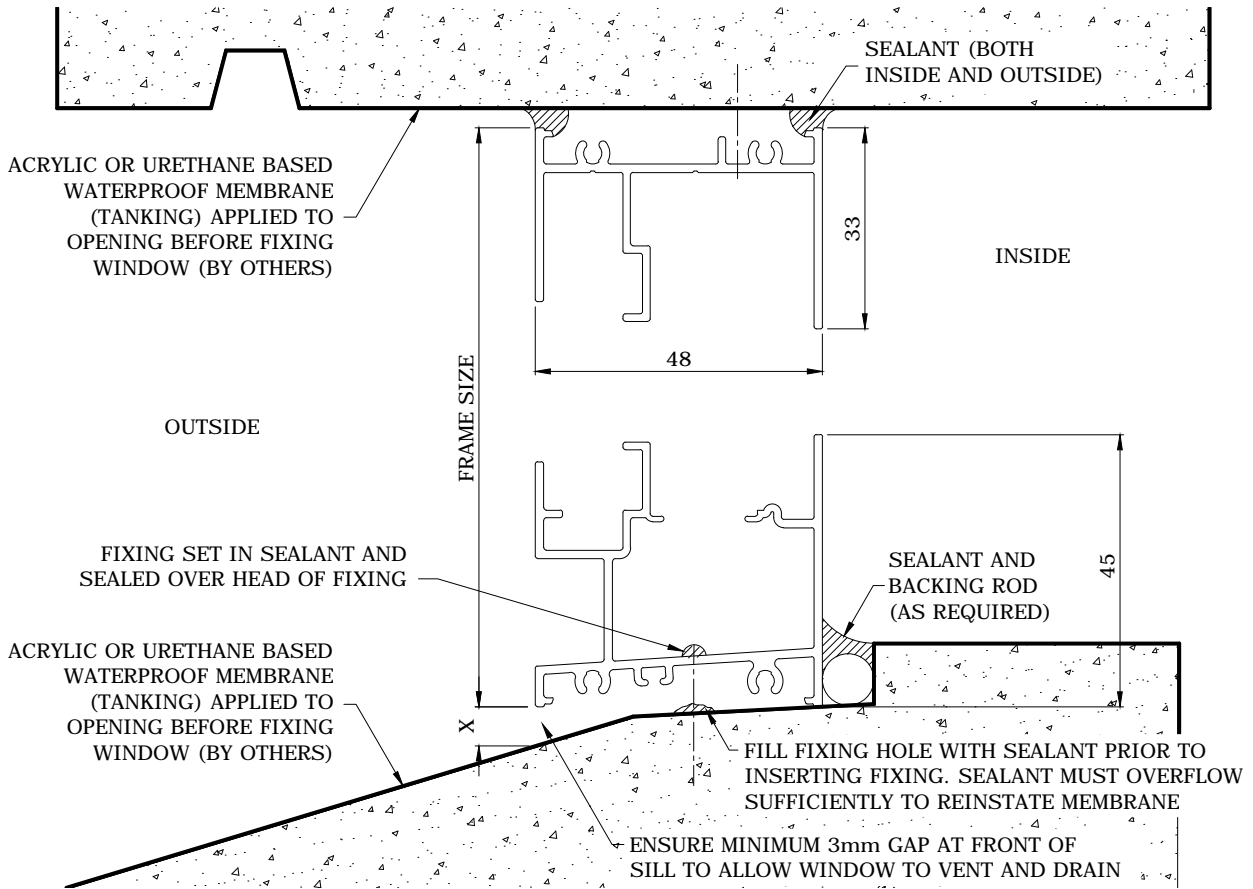 SEALANT (BOTH
INSIDE AND OUTSIDE)
ACRYLIC OR URETHANE BASED
WATERPROOF MEMBRANE
(TANKING) APPLIED TO
OPENING BEFORE FIXING
WINDOW (BY OTHERS)
33
INSIDE
48
FRAME SIZE
OUTSIDE
FIXING SET IN SEALANT AND
SEALED OVER HEAD OF FIXING
SEALANT AND
BACKING ROD
(AS REQUIRED)
45
ACRYLIC OR URETHANE BASED
WATERPROOF MEMBRANE
(TANKING) APPLIED TO
OPENING BEFORE FIXING
WINDOW (BY OTHERS)
X
FILL FIXING HOLE WITH SEALANT PRIOR TO
INSERTING FIXING. SEALANT MUST OVERFLOW
SUFFICIENTLY TO REINSTATE MEMBRANE
ENSURE MINIMUM 3mm GAP AT FRONT OF
SILL TO ALLOW WINDOW TO VENT AND DRAIN